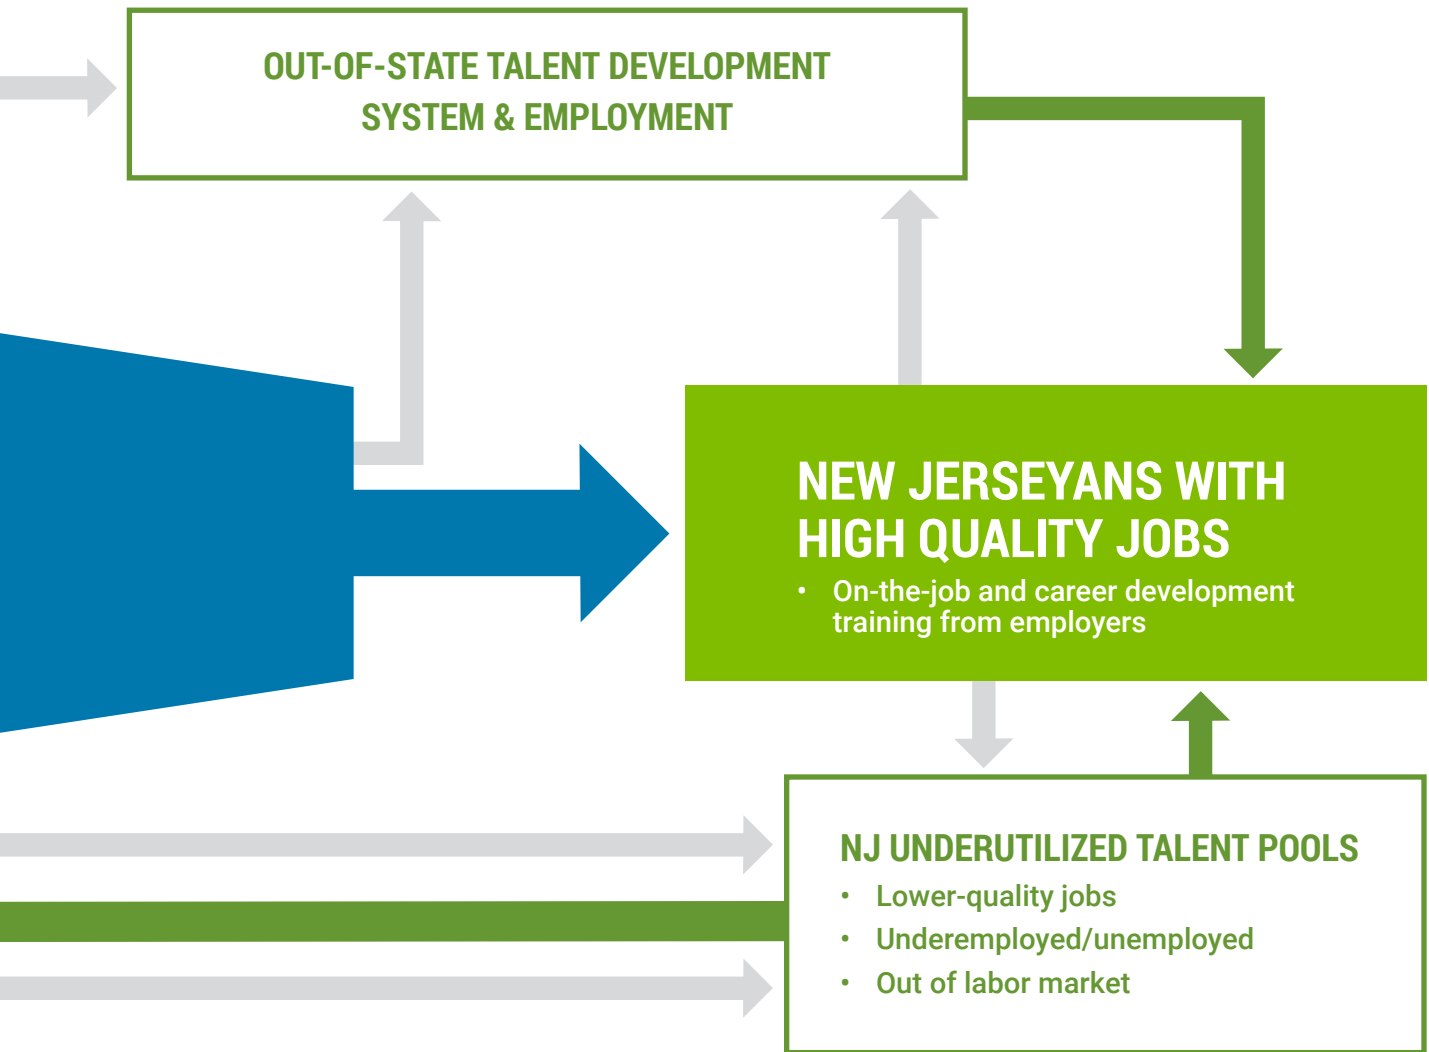 OUT-OF-STATE TALENT DEVELOPMENT
SYSTEM & EMPLOYMENT
NEW JERSEYANS WITH
HIGH QUALITY JOBS
• On-the-job and career development
training from employers
NJ UNDERUTILIZED TALENT POOLS
• Lower-quality jobs
• Underemployed/unemployed
• Out of labor market